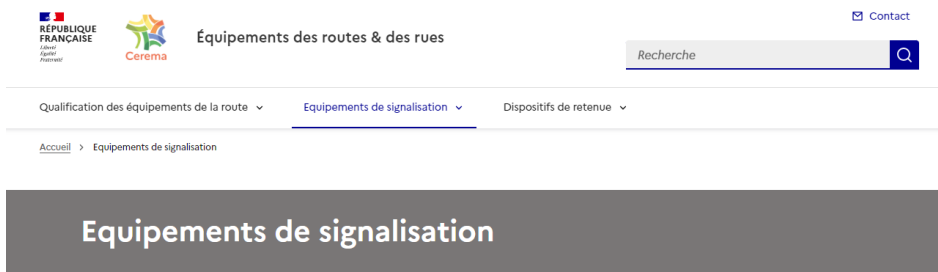 Contact
RÉPUBLIQUE
FRANÇAISE
Liberté
Égalité
Fraternité
Cerema
Équipements des routes & des rues
Recherche
Qualification des équipements de la route
Equipements de signalisation
Dispositifs de retenue
Accueil > Equipements de signalisation
Equipements de signalisation